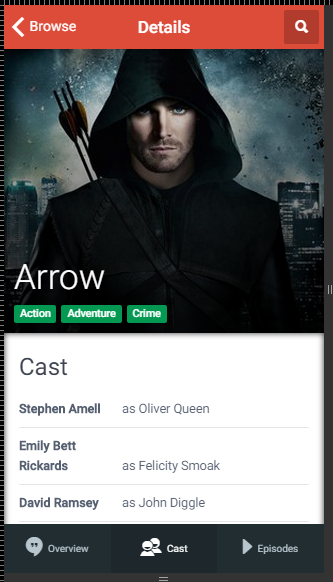 Browse Details
Arrow
Action Adventure Crime
Cast
Stephen Amell as Oliver Queen
Emily Bett
Rickards as Felicity Smoak
David Ramsey as John Diggle
Overview Cast Episodes